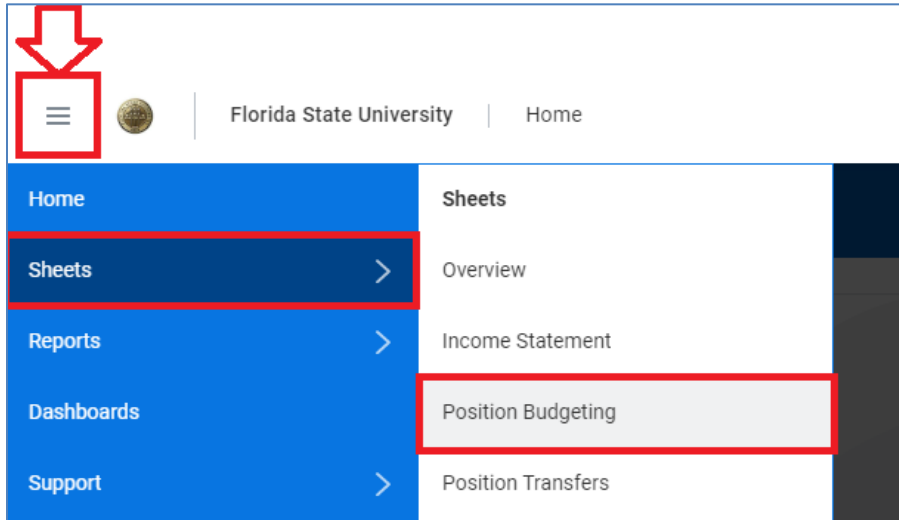 Florida State University | Home
Home
Sheets
Reports
Dashboards
Support
Sheets
Overview
Income Statement
Position Budgeting
Position Transfers